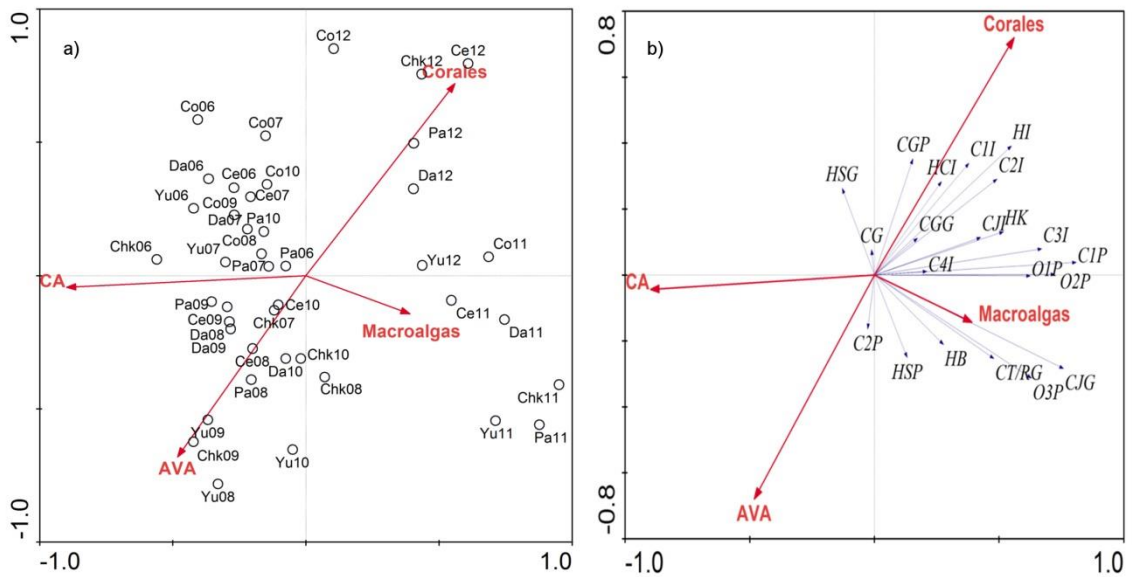 1.0
a)
Co12
Ce12
Chk12
Corales
Co06
Co07
Pa12
Da06
Ce06
Co10
Da12
Yu06
Co09
Ce07
Da07
Pa10
Chk06
Yu07
Co08
Pa06
Yu12
Co11
Pa07
CA
Pa09
Ce10
Ce11
Ce09
Chk07
Macroalgas
Da11
Da08
Da09
Ce08
Chk10
Da10
Pa08
Chk08
Chk11
Yu09
Yu11
Pa11
Chk09
AVA
Yu10
Yu08
-1.0
-1.0
1.0
0.8
b)
Corales
HI
CGP
C1I
HCI
C2I
HSG
CGG
CJI
HK
CG
C3I
C1P
C4I
O1P
O2P
CA
Macroalgas
C2P
HB
HSP
CT/RG
CJG
O3P
AVA
-0.8
-1.0
1.0